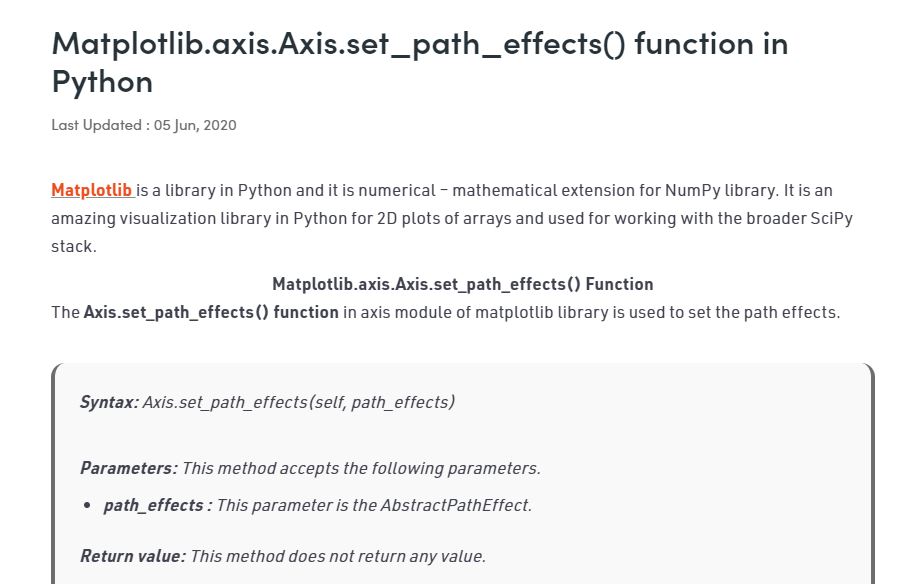 Matplotlib.axis.Axis.set_path_effects() function in
Python
Last Updated : 05 Jun, 2020
Matplotlib is a library in Python and it is numerical – mathematical extension for NumPy library. It is an
amazing visualization library in Python for 2D plots of arrays and used for working with the broader SciPy
stack.
Matplotlib.axis.Axis.set_path_effects() Function
The Axis.set_path_effects() function in axis module of matplotlib library is used to set the path effects.
Syntax: Axis.set_path_effects(self, path_effects)
Parameters: This method accepts the following parameters.
• path_effects : This parameter is the AbstractPathEffect.
Return value: This method does not return any value.